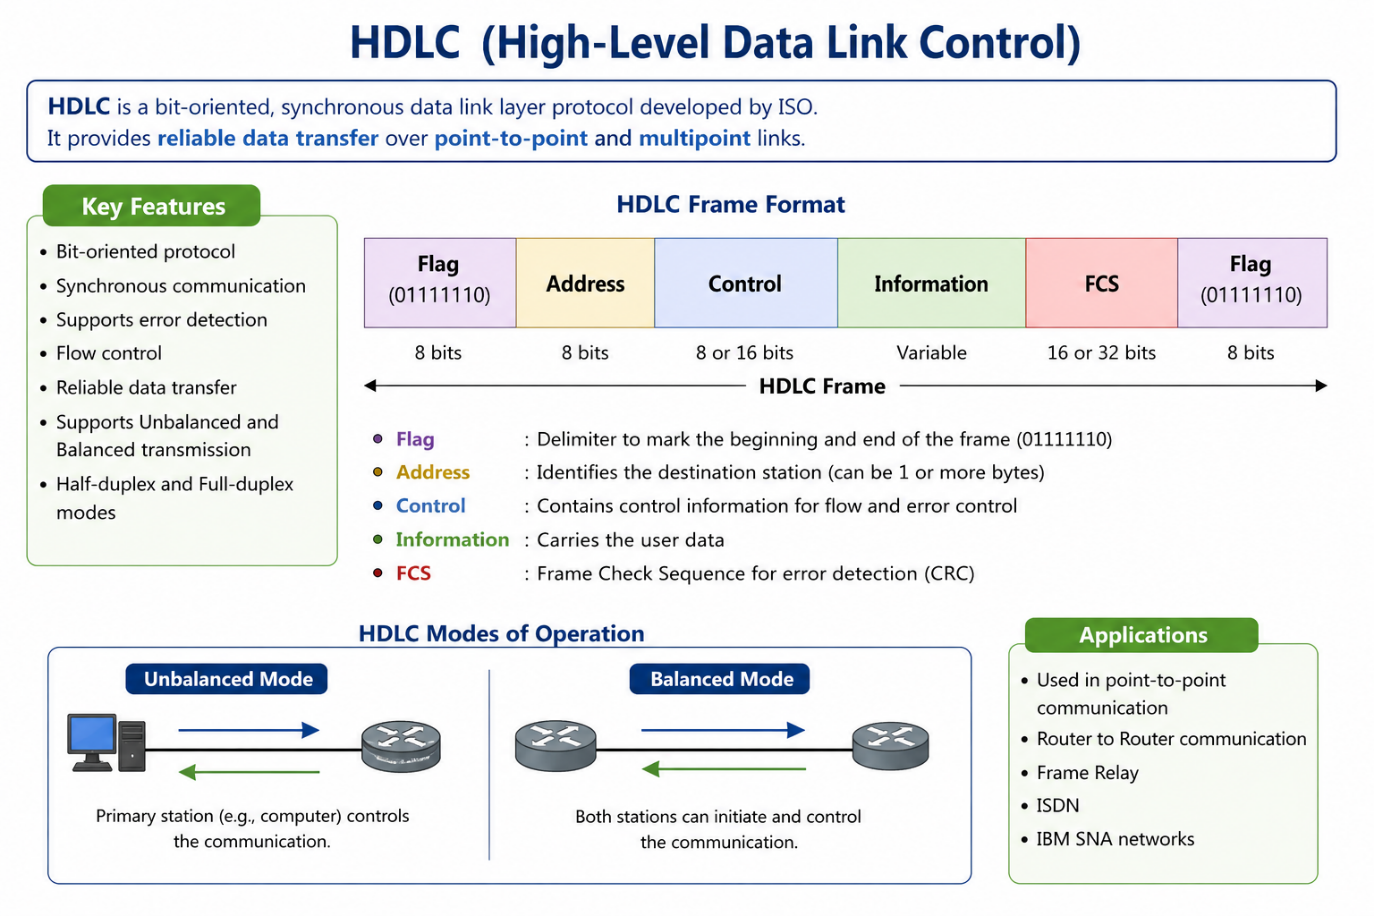 HDLC (High-Level Data Link Control)
HDLC is a bit-oriented, synchronous data link layer protocol developed by ISO.
It provides reliable data transfer over point-to-point and multipoint links.
Key Features
• Bit-oriented protocol
• Synchronous communication
• Supports error detection
• Flow control
• Reliable data transfer
• Supports Unbalanced and
Balanced transmission
• Half-duplex and Full-duplex
modes
HDLC Frame Format
Flag
(01111110)
Address
Control
Information
FCS
Flag
(01111110)
8 bits
8 bits
8 or 16 bits
Variable
16 or 32 bits
8 bits
HDLC Frame
• Flag : Delimiter to mark the beginning and end of the frame (01111110)
• Address : Identifies the destination station (can be 1 or more bytes)
• Control : Contains control information for flow and error control
• Information : Carries the user data
• FCS : Frame Check Sequence for error detection (CRC)
HDLC Modes of Operation
Unbalanced Mode
Primary station (e.g., computer) controls
the communication.
Balanced Mode
Both stations can initiate and control
the communication.
Applications
• Used in point-to-point
communication
• Router to Router communication
• Frame Relay
• ISDN
• IBM SNA networks